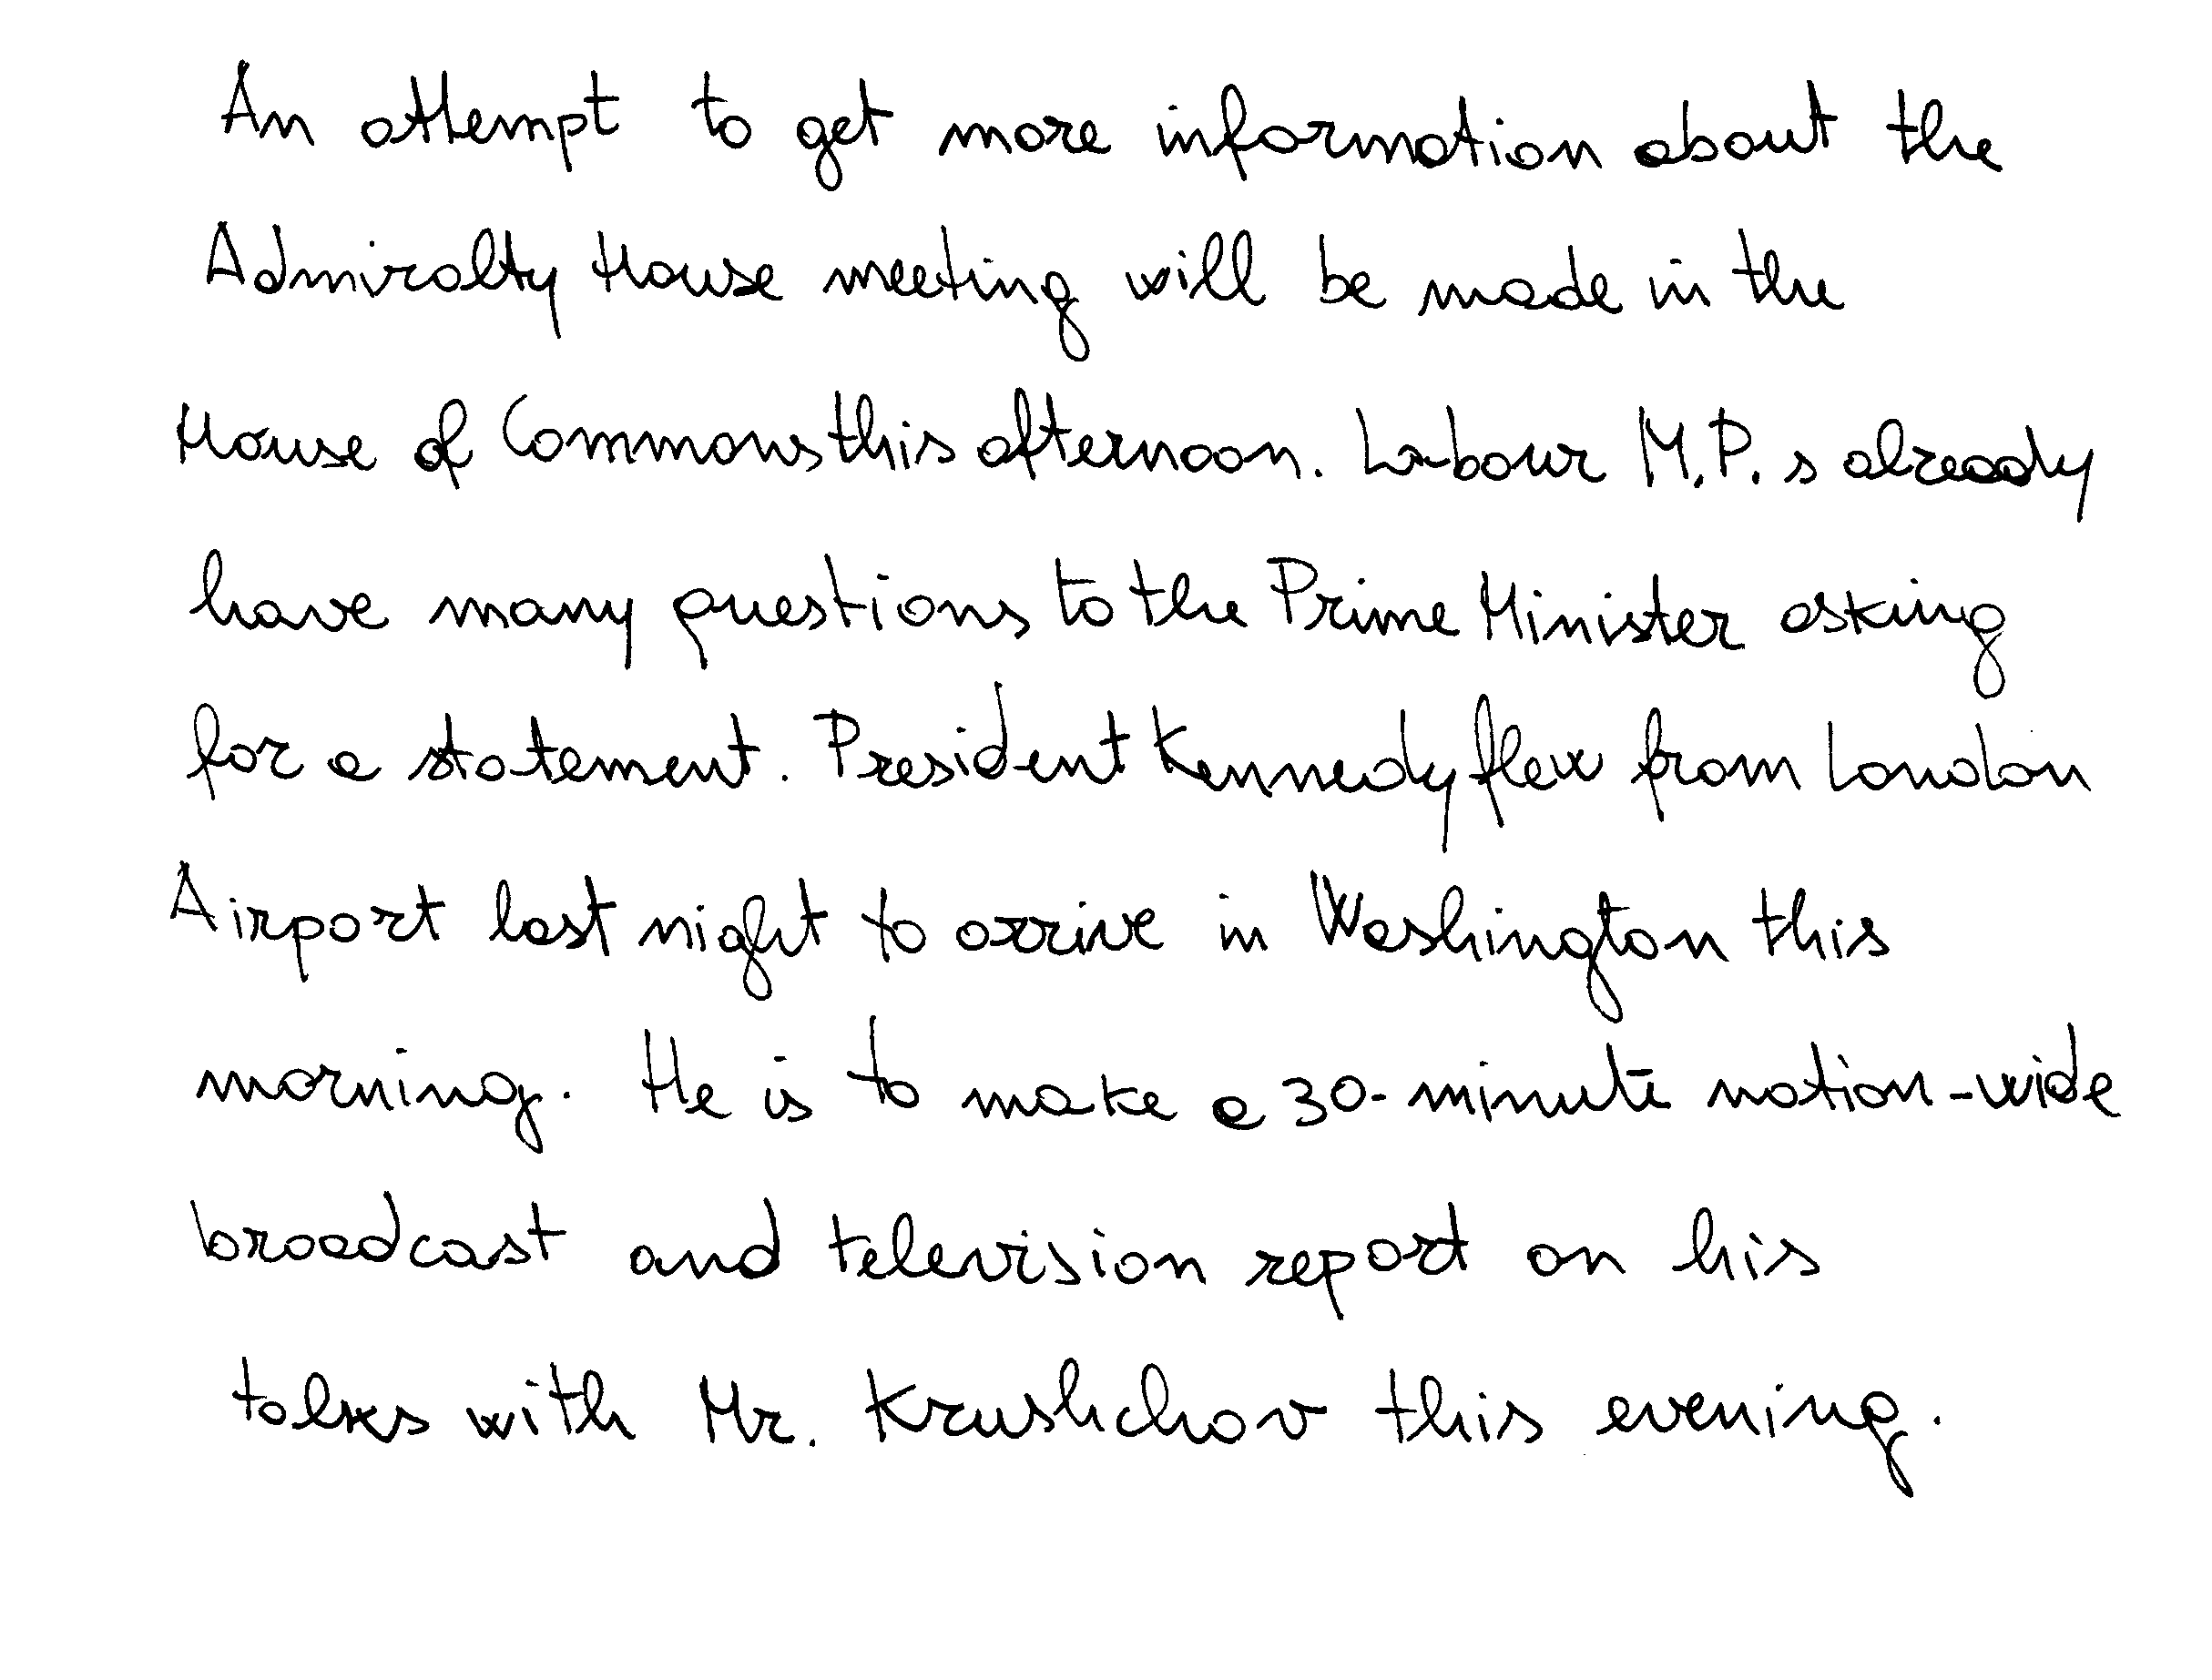 An attempt to get more information about the
Admiralty House meeting will be made in the
House of Commons this afternoon. Labour M.P.s already
have many questions to the Prime Minister asking
for a statement. President Kennedy flew from London
Airport last night to arrive in Washington this
morning. He is to make a 30-minute nation-wide
broadcast and television report on his
talks with Mr. Krushchov this evening.